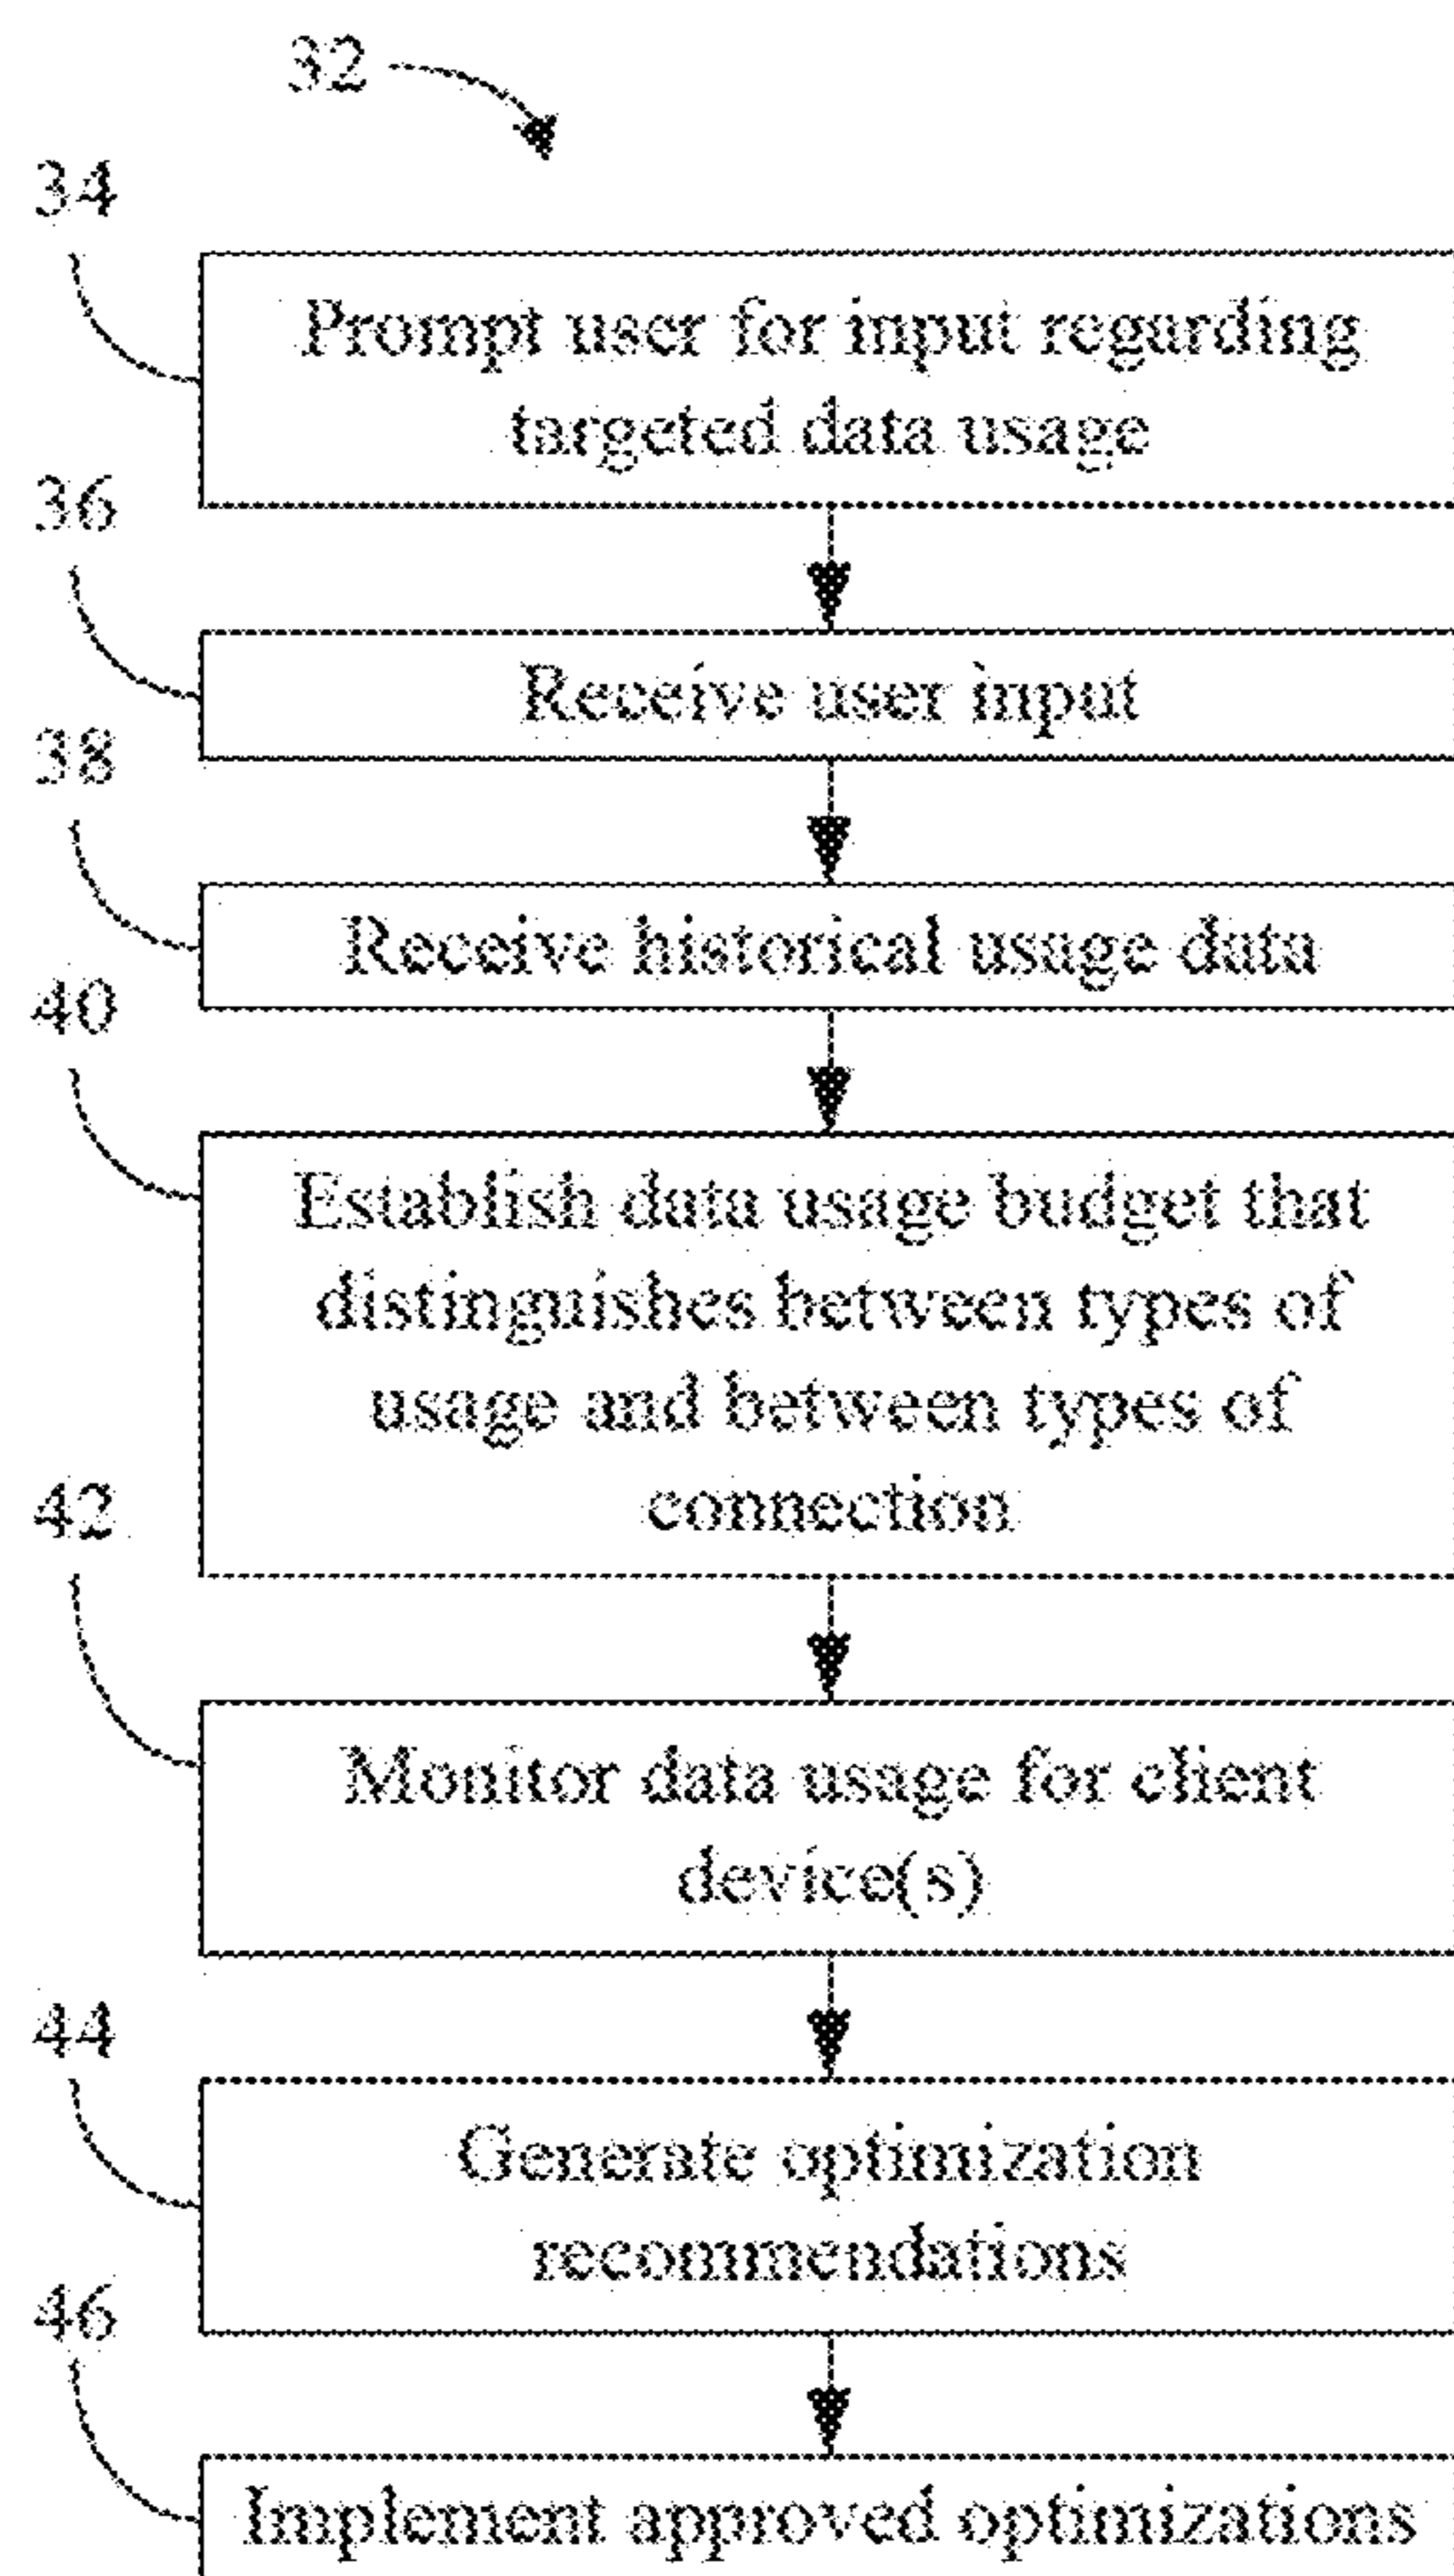 32
34
Prompt user for input regarding
targeted data usage
36
Receive user input
38
Receive historical usage data
40
Establish data usage budget that
distinguishes between types of
usage and between types of
connection
42
Monitor data usage for client
device(s)
44
Generate optimization
recommendations
46
Implement approved optimizations